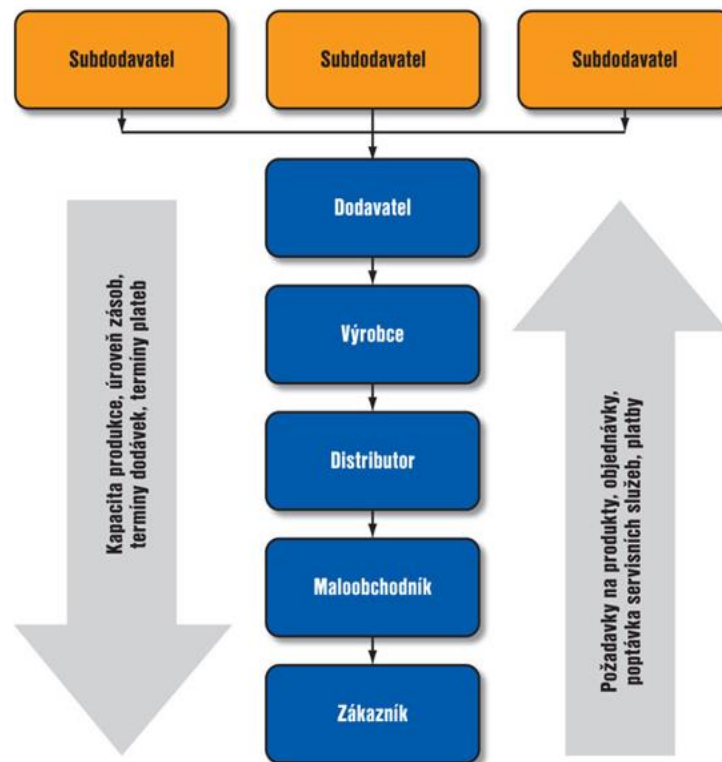 Subdodavatel
Subdodavatel
Subdodavatel
Dodavatel
Výrobce
Distributor
Maloobchodník
Zákazník
Kapacita produkce, úroveň zásob,
termíny dodávek, termíny plateb
Požadavky na produkty, objednávky,
poptávka servisních služeb, platby